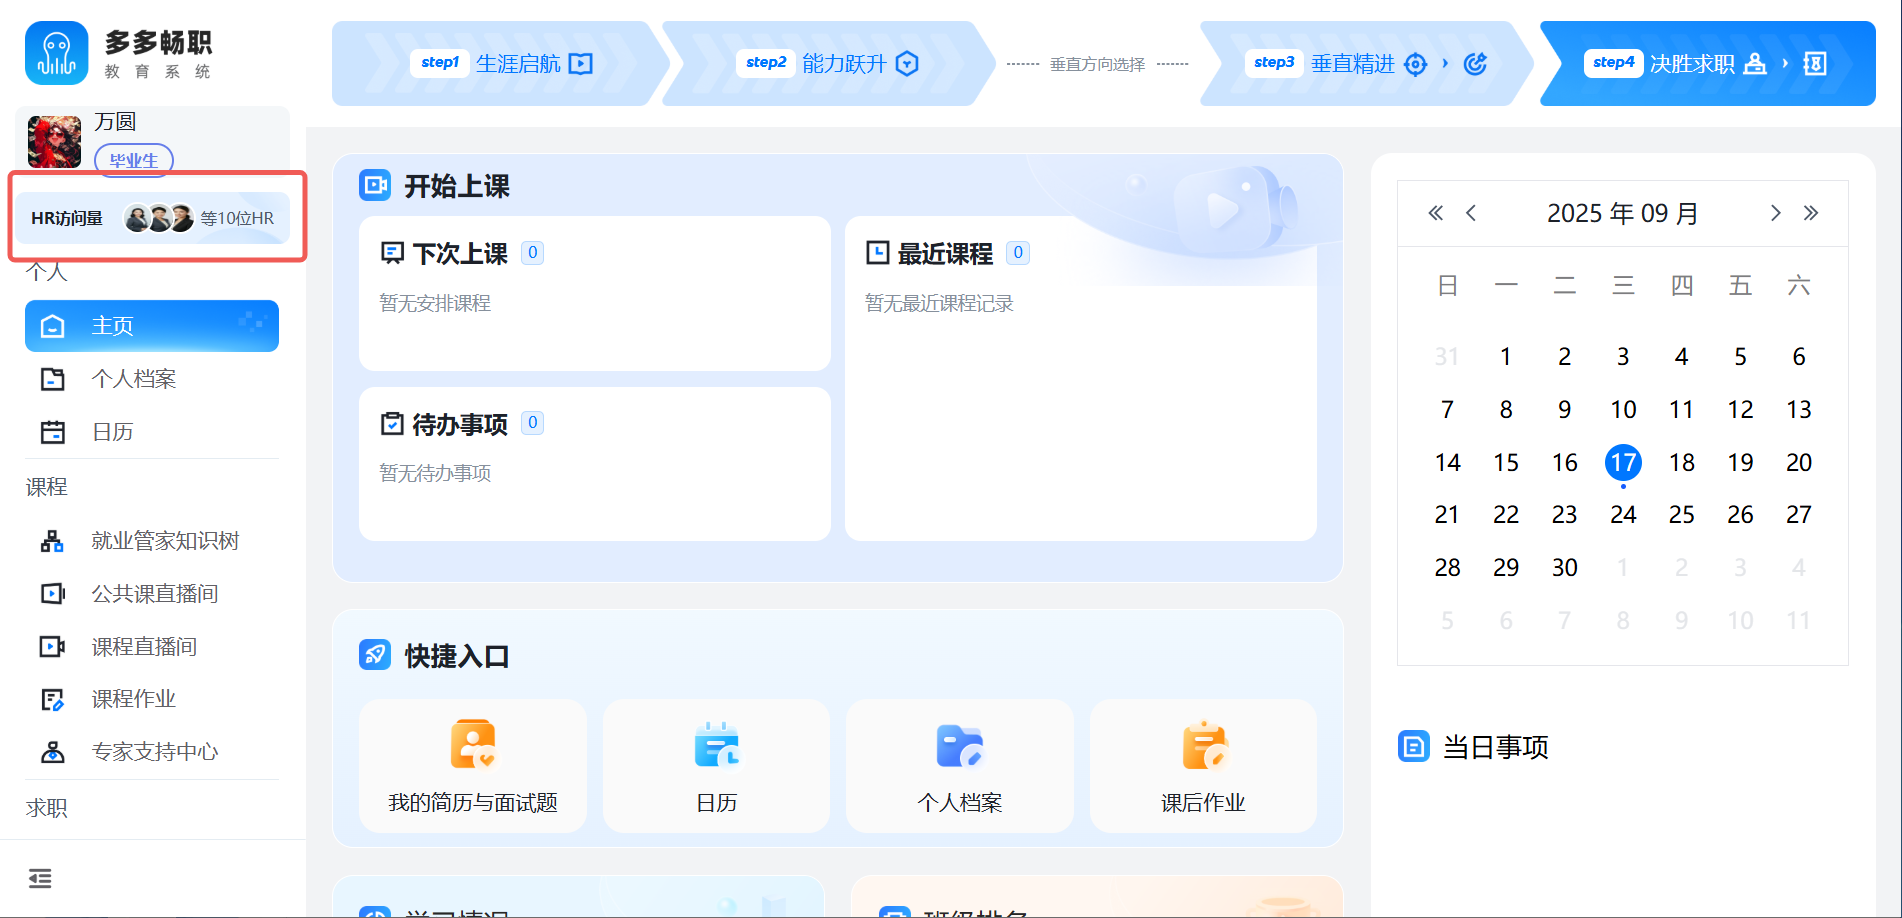 多多畅职
教育系统
万圆
毕业生
HR访问量 等10位HR
个人
主页
个人档案
日历
课程
就业管家知识树
公共课直播间
课程直播间
课程作业
专家支持中心
求职
step1 生涯启航
step2 能力跃升
垂直方向选择
step3 垂直精进
step4 决胜求职
开始上课
下次上课 0
暂无安排课程
最近课程 0
暂无最近课程记录
待办事项 0
暂无待办事项
快捷入口
我的简历与面试题
日历
个人档案
课后作业
学习情况
班级排名
2025 年 09 月
日 一 二 三 四 五 六
31 1 2 3 4 5 6
7 8 9 10 11 12 13
14 15 16 17 18 19 20
21 22 23 24 25 26 27
28 29 30 1 2 3 4
5 6 7 8 9 10 11
当日事项